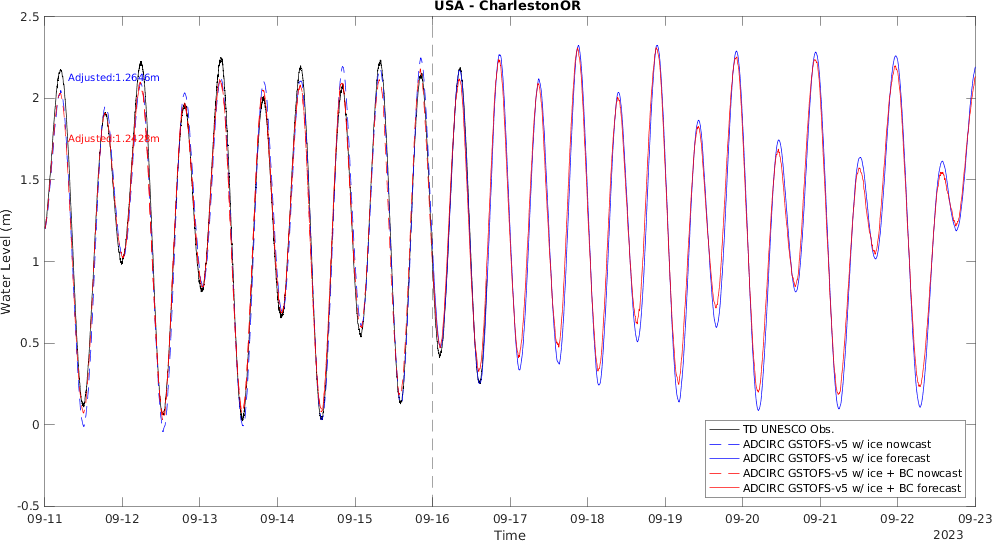 USA - CharlestonOR
2.5
2
1.5
1
0.5
0
-0.5
Water Level (m)
Adjusted:1.2646m
Adjusted:1.2428m
TD UNESCO Obs.
ADCIRC GSTOFS-v5 w/ ice nowcast
ADCIRC GSTOFS-v5 w/ ice forecast
ADCIRC GSTOFS-v5 w/ ice + BC nowcast
ADCIRC GSTOFS-v5 w/ ice + BC forecast
09-11 09-12 09-13 09-14 09-15 09-16 09-17 09-18 09-19 09-20 09-21 09-22 09-23
Time
2023